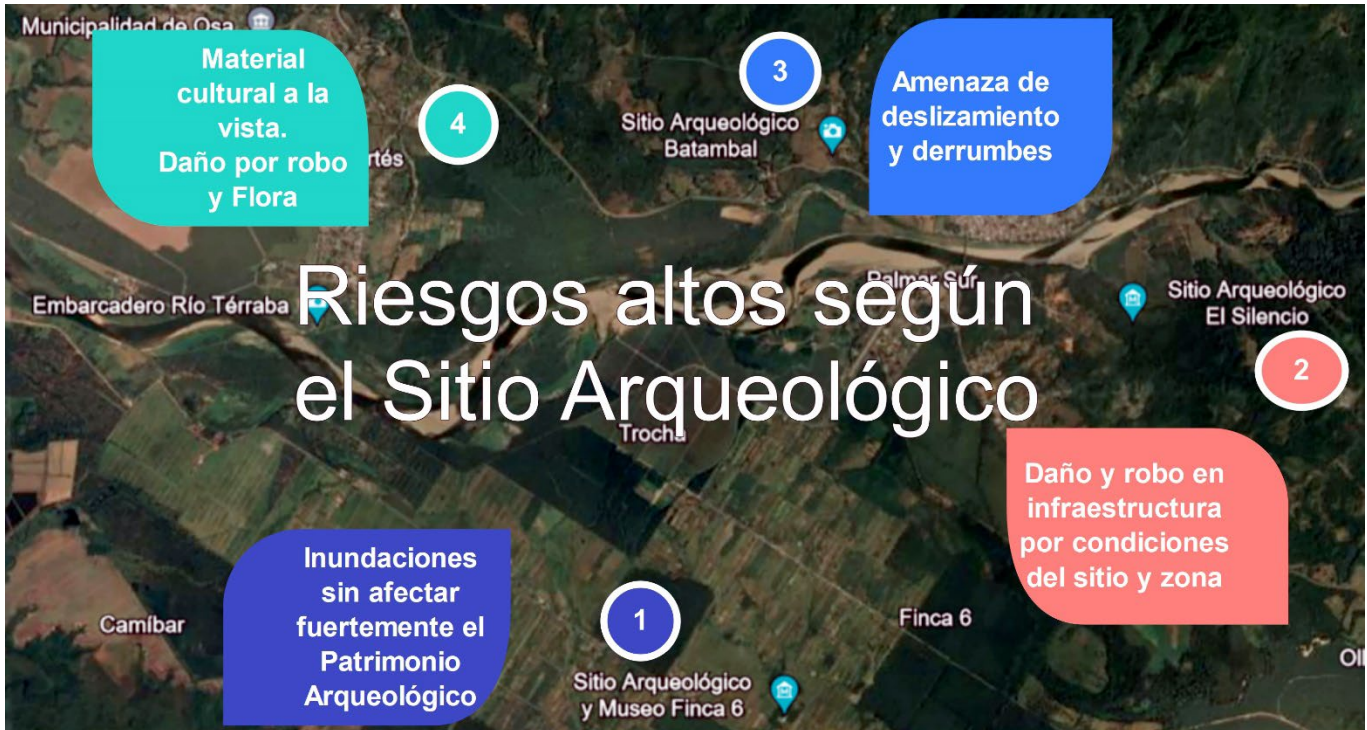 Municipalidad de Osa
Material
cultural a la
vista.
Daño por robo
y Flora
4
rtés
3
Sitio Arqueológico
Batambal
Amenaza de
deslizamiento
y derrumbes
Riesgos altos según
el Sitio Arqueológico
Embarcadero Río Térraba
Palmar Sur
Sitio Arqueológico
El Silencio
2
Trocha
Daño y robo en
infraestructura
por condiciones
del sitio y zona
Inundaciones
sin afectar
fuertemente el
Patrimonio
Arqueológico
1
Camíbar
Finca 6
Sitio Arqueológico
y Museo Finca 6
Oll